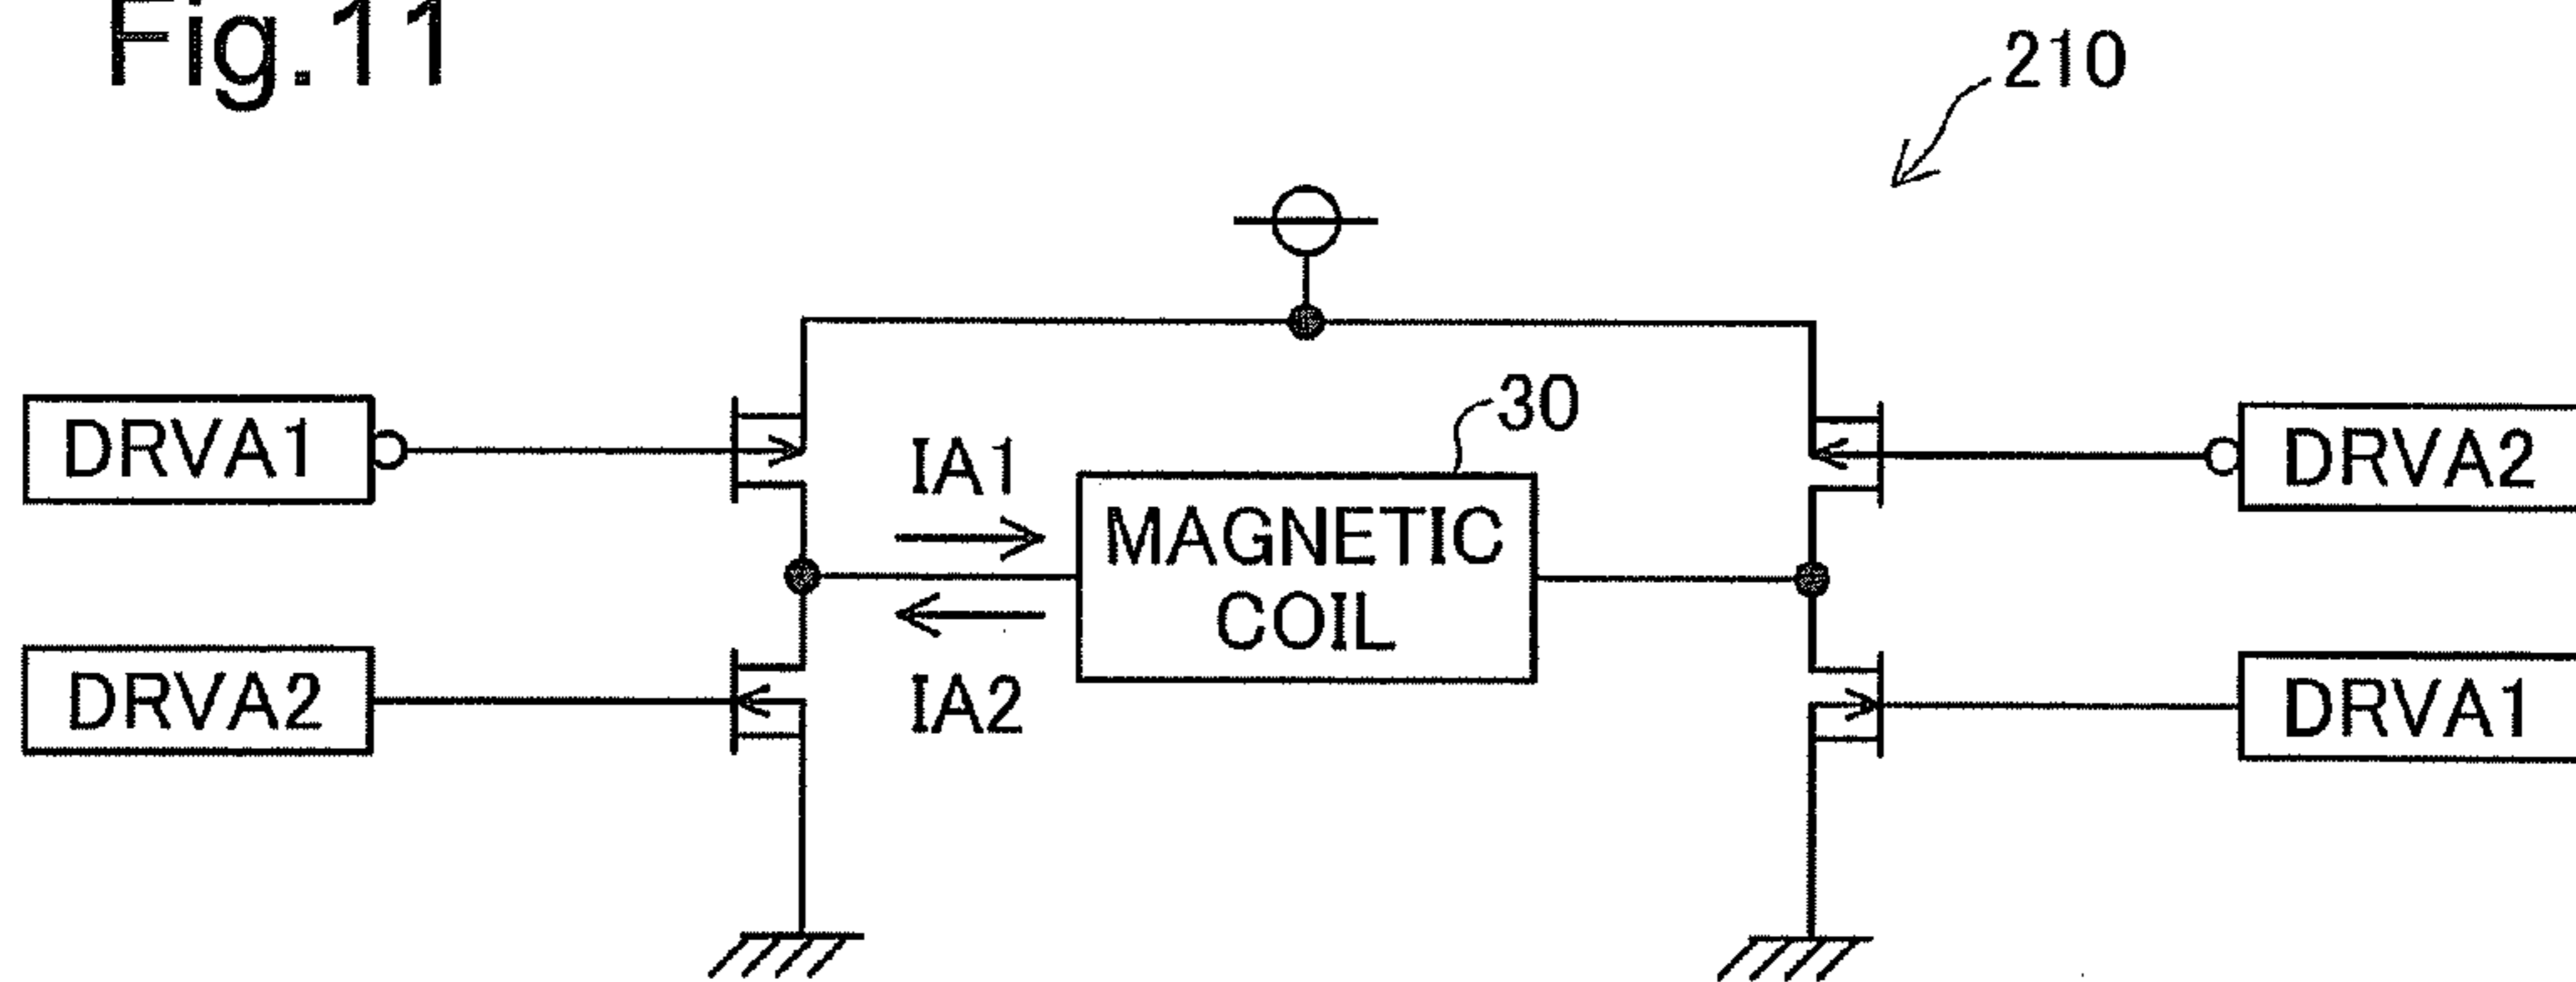 Fig.11
210
DRVA1
IA1
30
MAGNETIC
COIL
DRVA2
DRVA2
IA2
DRVA1